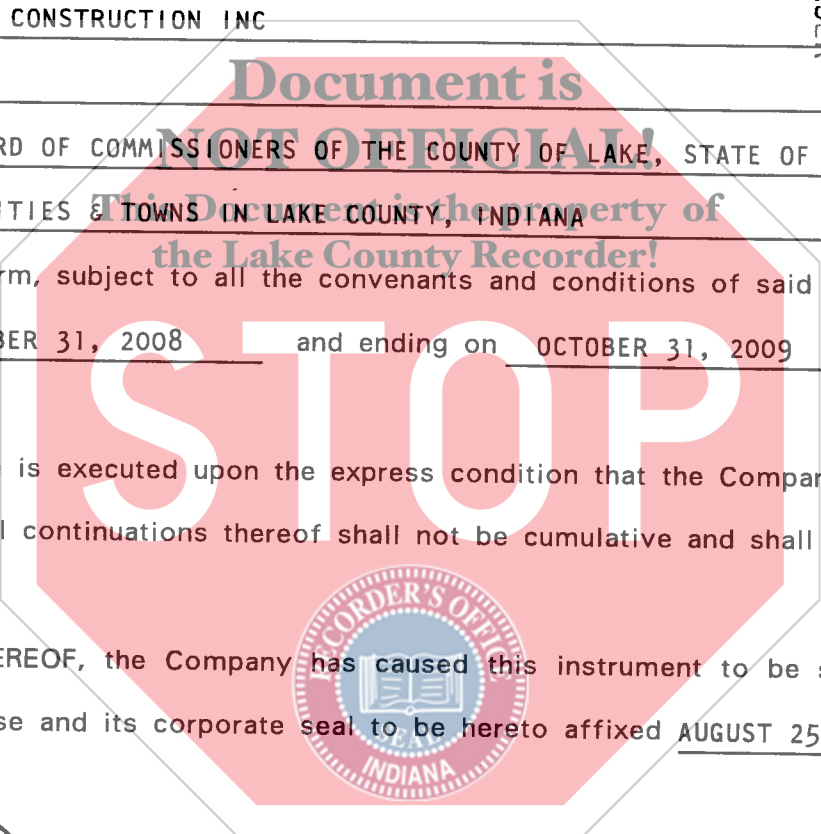 CONSTRUCTION INC
Document is
NOT OFFICIAL!
RD OF COMMISSIONERS OF THE COUNTY OF LAKE, STATE OF
This Document is the property of
TIES & TOWNS IN LAKE COUNTY, INDIANA
the Lake County Recorder!
rm, subject to all the convenants and conditions of said
BER 31, 2008 and ending on OCTOBER 31, 2009
STOP
is executed upon the express condition that the Compan
l continuations thereof shall not be cumulative and shall
RECORDER'S OFFICE
EREOF, the Company has caused this instrument to be s
se and its corporate seal to be hereto affixed AUGUST 25
SEAL
INDIANA